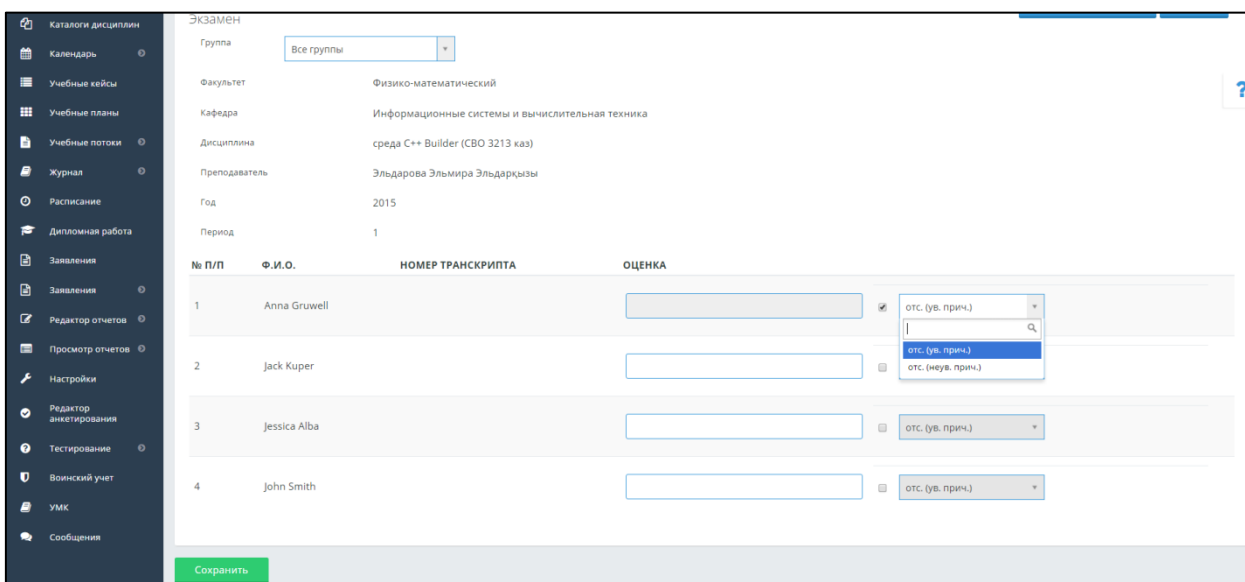 Каталоги дисциплин
Календарь
Учебные кейсы
Учебные планы
Учебные потоки
Журнал
Расписание
Дипломная работа
Заявления
Заявления
Редактор отчетов
Просмотр отчетов
Настройки
Редактор
анкетирования
Тестирование
Воинский учет
УМК
Сообщения
Экзамен
Группа Все группы
Факультет Физико-математический
Кафедра Информационные системы и вычислительная техника
Дисциплина среда C++ Builder (CBO 3213 каз)
Преподаватель Эльдарова Эльмира Эльдарқызы
Год 2015
Период 1
№ П/П Ф.И.О. НОМЕР ТРАНСКРИПТА ОЦЕНКА
1 Anna Gruwell отс. (ув. прич.)
отс. (ув. прич.)
отс. (неув. прич.)
2 Jack Kuper
3 Jessica Alba отс. (ув. прич.)
4 John Smith отс. (ув. прич.)
Сохранить
?